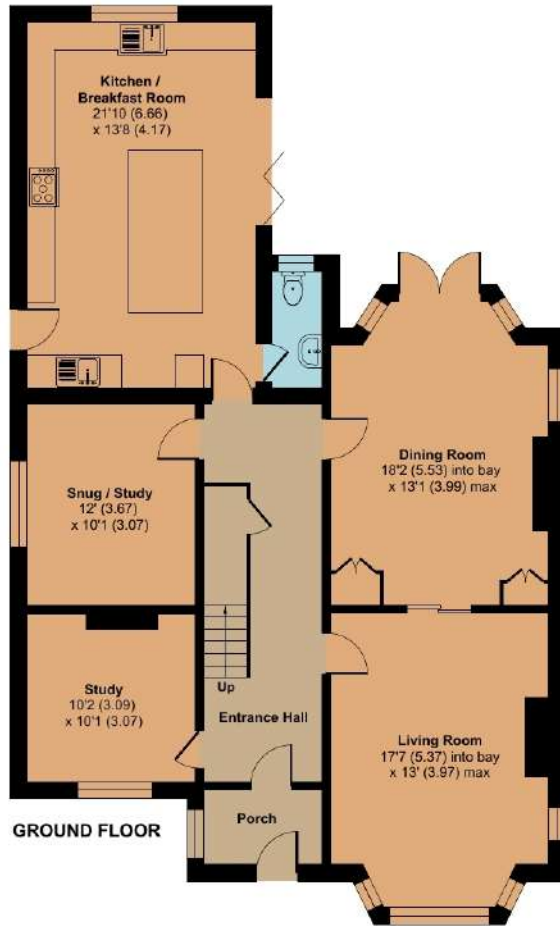 Kitchen /
Breakfast Room
21'10 (6.66)
x 13'8 (4.17)
Dining Room
18'2 (5.53) into bay
x 13'1 (3.99) max
Snug / Study
12' (3.67)
x 10'1 (3.07)
Study
10'2 (3.09)
x 10'1 (3.07)
Up
Entrance Hall
Living Room
17'7 (5.37) into bay
x 13' (3.97) max
Porch
GROUND FLOOR